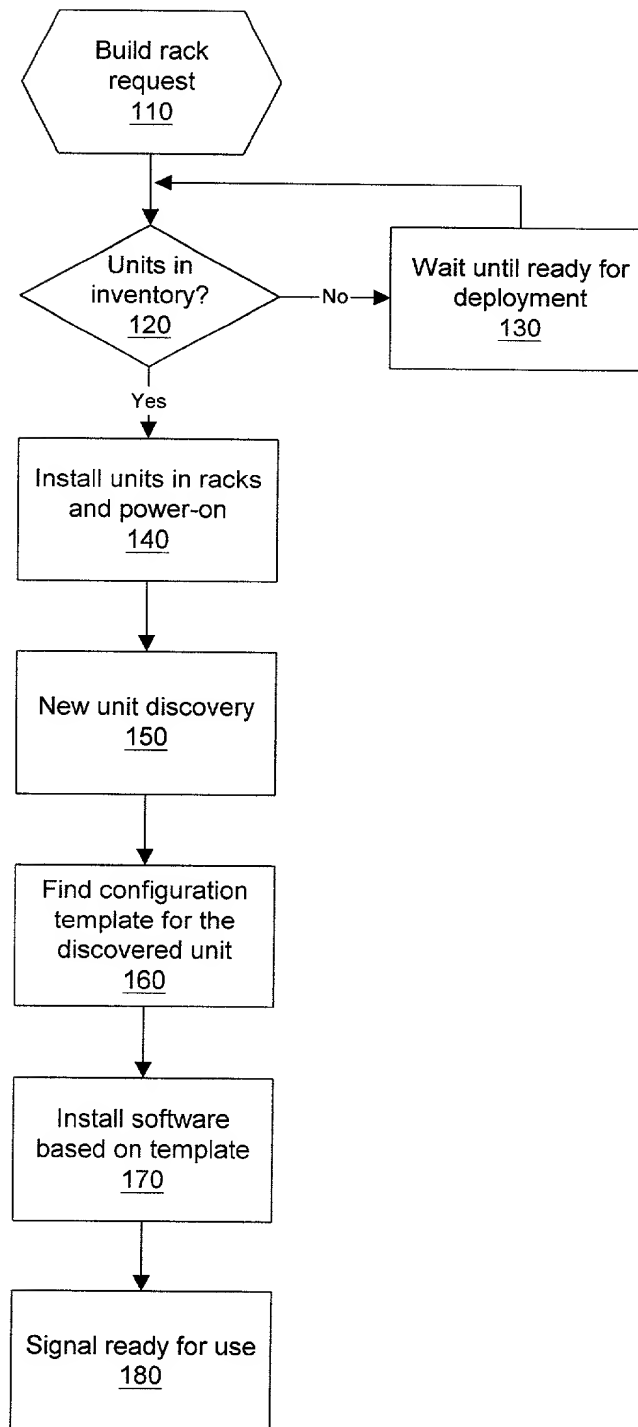 Build rack
request
110
Units in
inventory?
120
No
Wait until ready for
deployment
130
Yes
Install units in racks
and power-on
140
New unit discovery
150
Find configuration
template for the
discovered unit
160
Install software
based on template
170
Signal ready for use
180